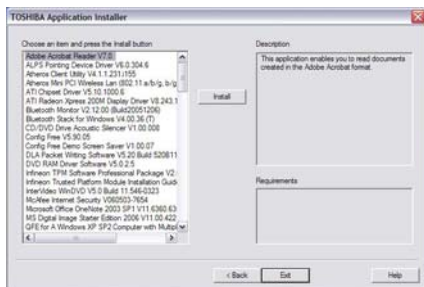 TOSHIBA Application Installer
Choose an item and press the Install button
Adobe Acrobat Reader V7.0
ALPS Pointing Device Driver V6.0.304.6
Atheros Client Utility V4.1.1.231/155
Atheros Mini PCI Wireless Lan (802.11 a/b/g, b/g
ATI Chipset Driver V5.10.1000.6
ATI Radeon Xpress 200M Display Driver V8.243.1
Bluetooth Monitor V2.12.00 (Build20051206)
Bluetooth Stack for Windows V4.00.36 (T)
CD/DVD Drive Acoustic Silencer V1.00.008
Config Free V5.90.05
Config Free Demo Screen Saver V1.00.07
DLA Packet Writing Software V5.20 Build 520811
DVD RAM Driver Software V5.0.2.5
Infineon TPM Software Professional Package V2
Infineon Trusted Platform Module Installation Guide
InterVideo WinDVD V5.0 Build 11.546-0323
McAfee Internet Security V060503-7654
Microsoft Office OneNote 2003 SP1 V11.6360.63
MS Digital Image Starter Edition 2006 V11.00.422
QFE for A Windows XP SP2 Computer with Multipl
Install
Description
This application enables you to read documents
created in the Adobe Acrobat format.
Requirements
< Back
Exit
Help